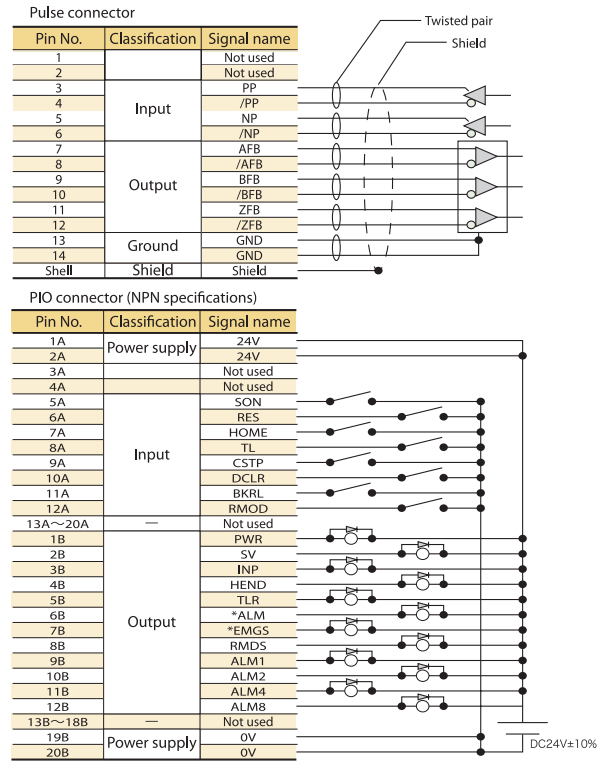 Pulse connector
Twisted pair
Shield
Pin No. Classification Signal name
1 Not used
2 Not used
3 PP
4 /PP
Input
5 NP
6 /NP
7 AFB
8 /AFB
9 BFB
Output
10 /BFB
11 ZFB
12 /ZFB
13 GND
Ground
14 GND
Shell Shield Shield
PIO connector (NPN specifications)
Pin No. Classification Signal name
1A 24V
Power supply
2A 24V
3A Not used
4A Not used
5A SON
6A RES
7A HOME
8A TL
Input
9A CSTP
10A DCLR
11A BKRL
12A RMOD
13A～20A — Not used
1B PWR
2B SV
3B INP
4B HEND
5B TLR
6B *ALM
Output
7B *EMGS
8B RMDS
9B ALM1
10B ALM2
11B ALM4
12B ALM8
13B～18B — Not used
19B 0V
Power supply
20B 0V
DC24V±10%